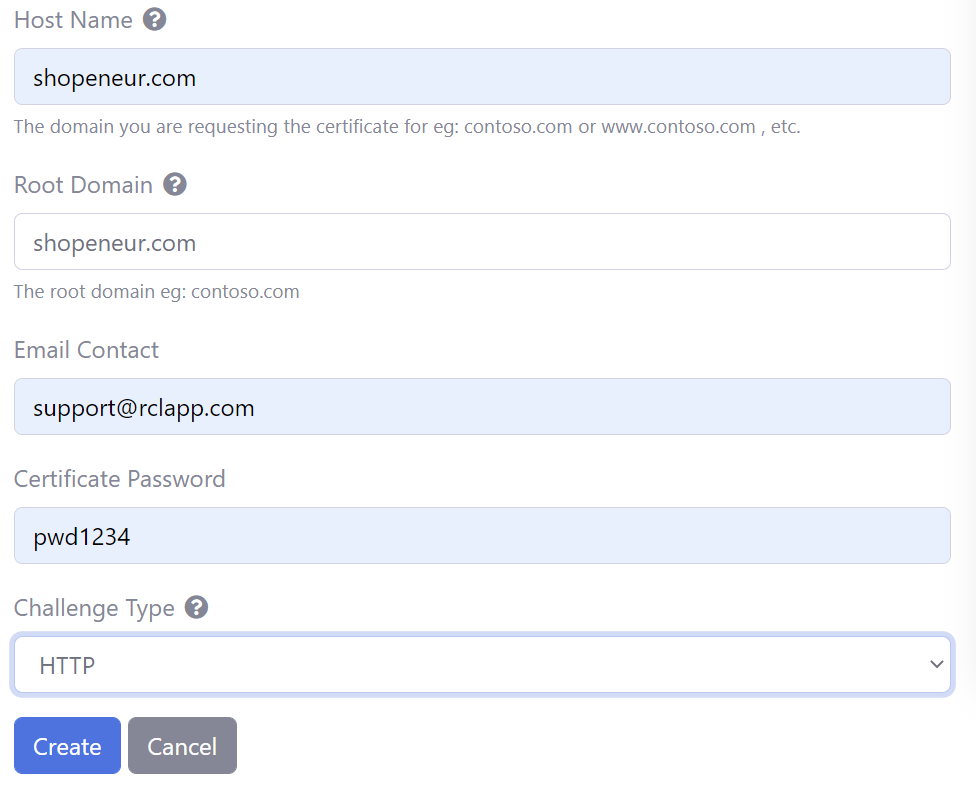 Host Name ?
shopeneur.com
The domain you are requesting the certificate for eg: contoso.com or www.contoso.com , etc.
Root Domain ?
shopeneur.com
The root domain eg: contoso.com
Email Contact
support@rclapp.com
Certificate Password
pwd1234
Challenge Type ?
HTTP
Create Cancel